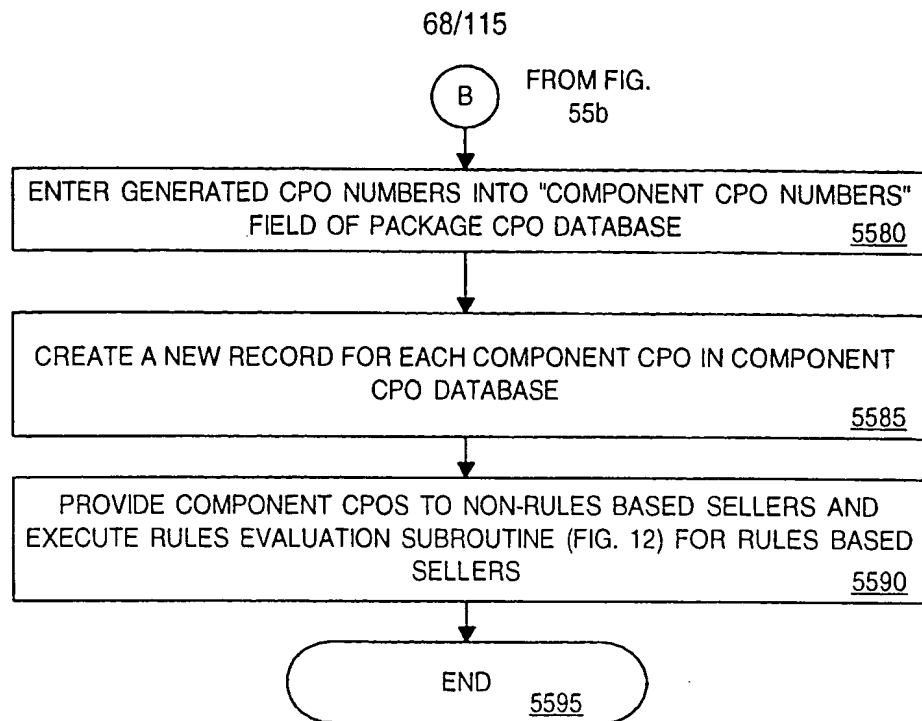 68/115
B
FROM FIG.
55b
ENTER GENERATED CPO NUMBERS INTO "COMPONENT CPO NUMBERS"
FIELD OF PACKAGE CPO DATABASE
5580
CREATE A NEW RECORD FOR EACH COMPONENT CPO IN COMPONENT
CPO DATABASE
5585
PROVIDE COMPONENT CPOS TO NON-RULES BASED SELLERS AND
EXECUTE RULES EVALUATION SUBROUTINE (FIG. 12) FOR RULES BASED
SELLERS
5590
END
5595